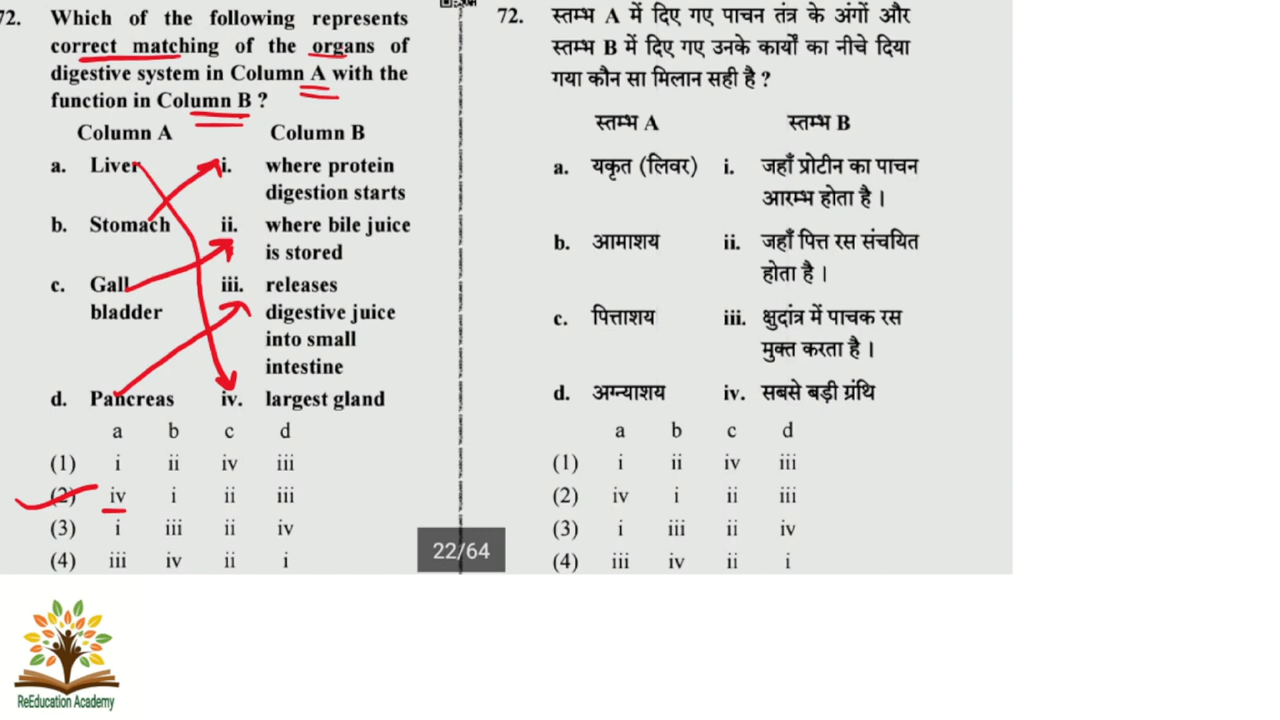 72. Which of the following represents
correct matching of the organs of
digestive system in Column A with the
function in Column B ?
Column A Column B
a. Liver i. where protein
digestion starts
b. Stomach ii. where bile juice
is stored
c. Gall iii. releases
bladder digestive juice
into small
intestine
d. Pancreas iv. largest gland
a b c d
(1) i ii iv iii
(2) iv i ii iii
(3) i iii ii iv
(4) iii iv ii i
72. स्तम्भ A में दिए गए पाचन तंत्र के अंगों और
स्तम्भ B में दिए गए उनके कार्यों का नीचे दिया
गया कौन सा मिलान सही है ?
स्तम्भ A स्तम्भ B
a. यकृत (लिवर) i. जहाँ प्रोटीन का पाचन
आरम्भ होता है ।
b. आमाशय ii. जहाँ पित्त रस संचयित
होता है ।
c. पित्ताशय iii. क्षुदांत्र में पाचक रस
मुक्त करता है ।
d. अग्न्याशय iv. सबसे बड़ी ग्रंथि
a b c d
(1) i ii iv iii
(2) iv i ii iii
(3) i iii ii iv
(4) iii iv ii i
22/64
ReEducation Academy